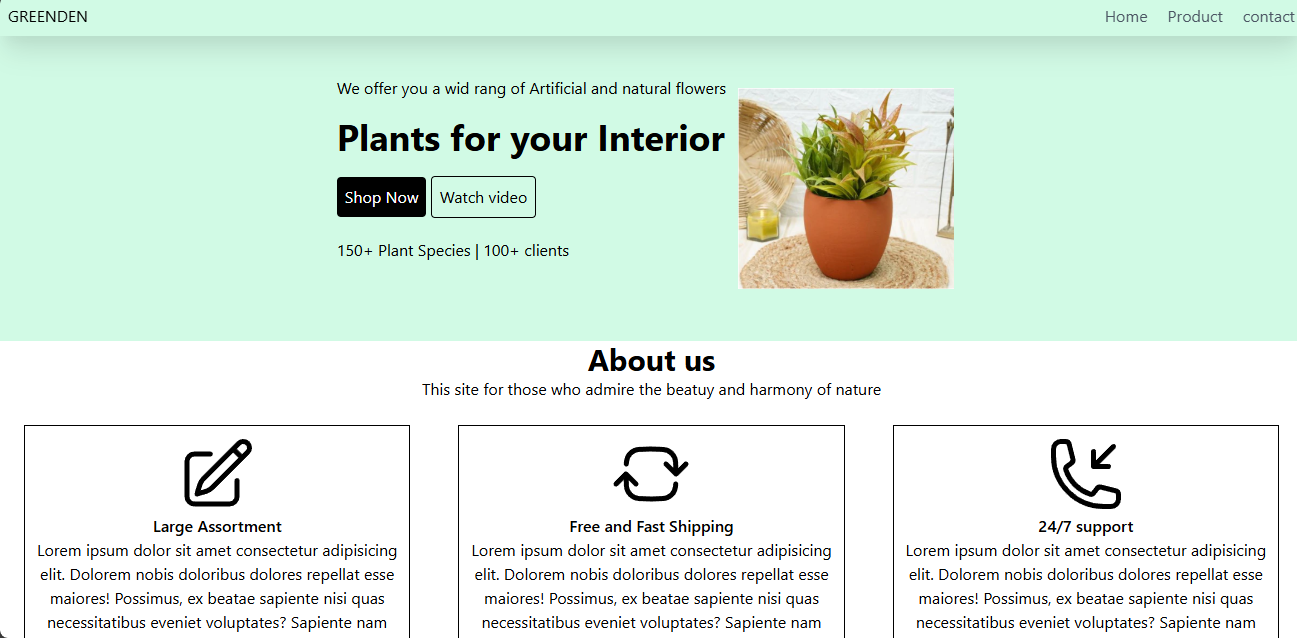 GREENDEN
Home Product contact
We offer you a wid rang of Artificial and natural flowers
Plants for your Interior
Shop Now Watch video
150+ Plant Species | 100+ clients
About us
This site for those who admire the beatuy and harmony of nature
Large Assortment
Lorem ipsum dolor sit amet consectetur adipisicing
elit. Dolorem nobis doloribus dolores repellat esse
maiores! Possimus, ex beatae sapiente nisi quas
necessitatibus eveniet voluptates? Sapiente nam
Free and Fast Shipping
Lorem ipsum dolor sit amet consectetur adipisicing
elit. Dolorem nobis doloribus dolores repellat esse
maiores! Possimus, ex beatae sapiente nisi quas
necessitatibus eveniet voluptates? Sapiente nam
24/7 support
Lorem ipsum dolor sit amet consectetur adipisicing
elit. Dolorem nobis doloribus dolores repellat esse
maiores! Possimus, ex beatae sapiente nisi quas
necessitatibus eveniet voluptates? Sapiente nam